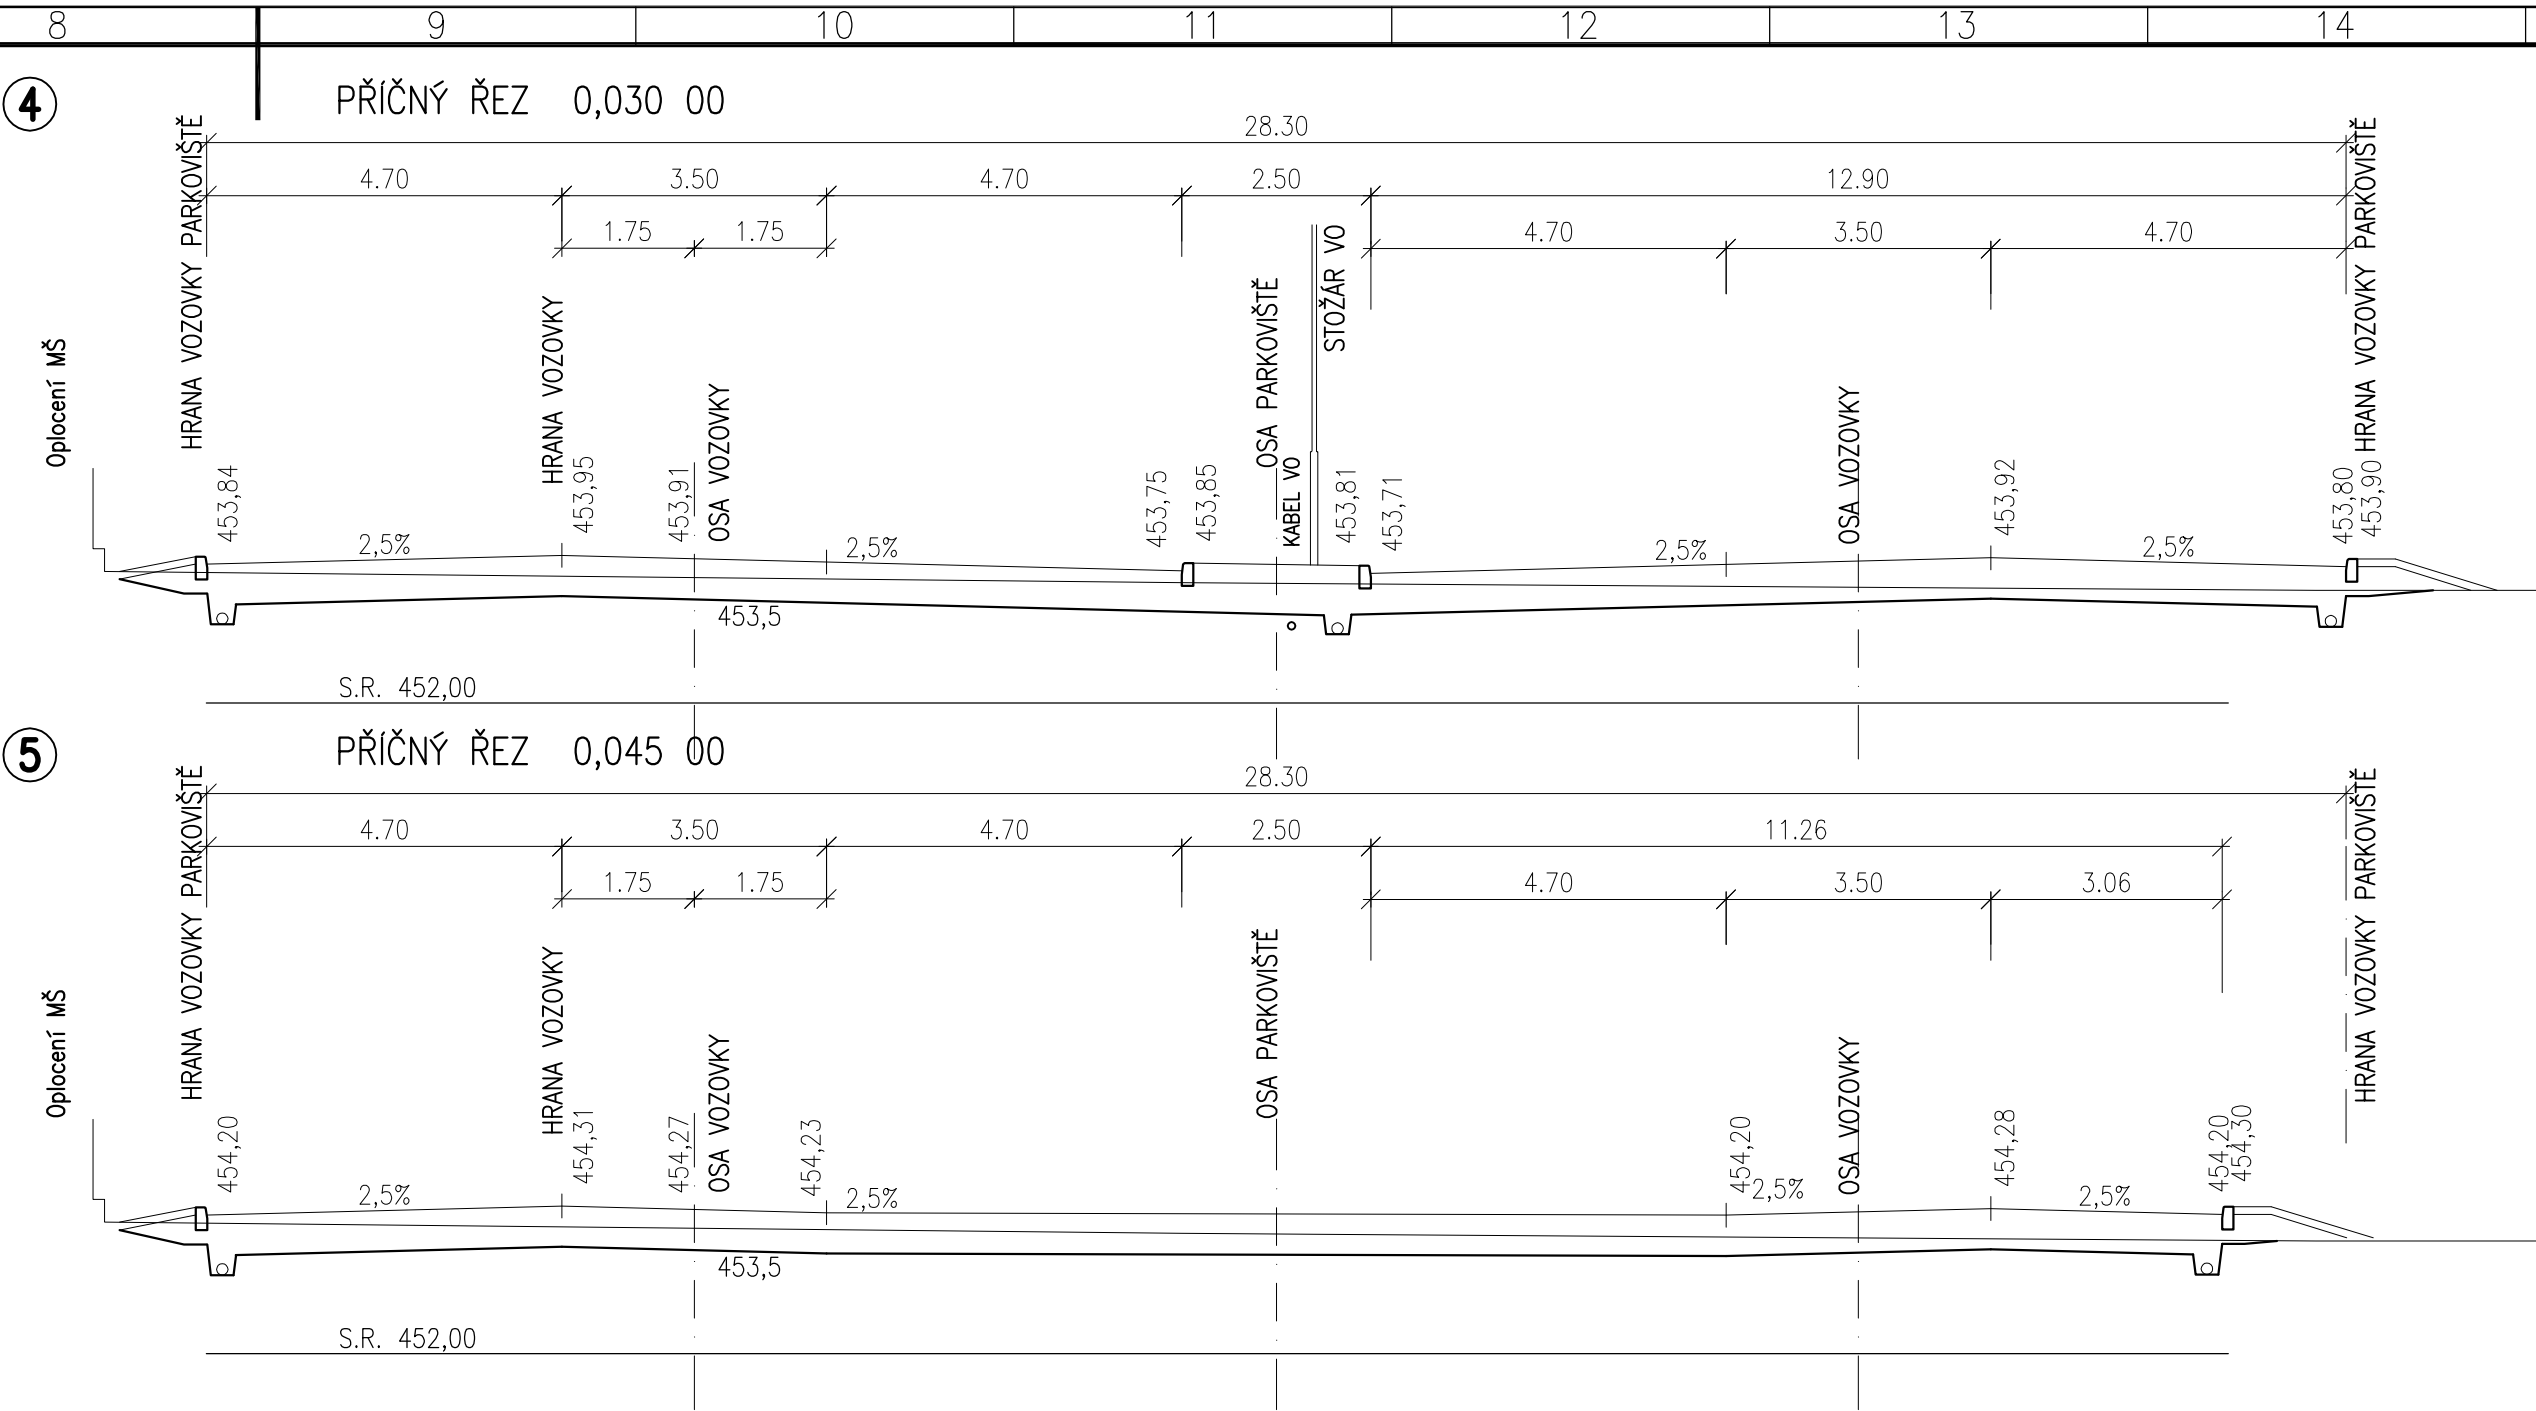 8 9 10 11 12 13 14
4 PŘÍČNÝ ŘEZ 0,030 00
28.30
4.70 3.50 4.70 2.50 12.90
1.75 1.75 4.70 3.50 4.70
Oplocení MŠ
HRANA VOZOVKY PARKOVIŠTĚ
453,84
HRANA VOZOVKY
453,95
453,91
OSA VOZOVKY
453,75
453,85
OSA PARKOVIŠTĚ
KABEL VO
STOŽÁR VO
453,81
453,71
OSA VOZOVKY
453,92
453,80
HRANA VOZOVKY PARKOVIŠTĚ
453,90
2,5% 2,5% 2,5% 2,5%
453,5
S.R. 452,00
5 PŘÍČNÝ ŘEZ 0,045 00
28.30
4.70 3.50 4.70 2.50 11.26
1.75 1.75 4.70 3.50 3.06
Oplocení MŠ
HRANA VOZOVKY PARKOVIŠTĚ
454,20
HRANA VOZOVKY
454,31
454,27
OSA VOZOVKY
454,23
OSA PARKOVIŠTĚ
454,20
OSA VOZOVKY
454,28
454,20
454,30
HRANA VOZOVKY PARKOVIŠTĚ
2,5% 2,5% 2,5% 2,5%
453,5
S.R. 452,00